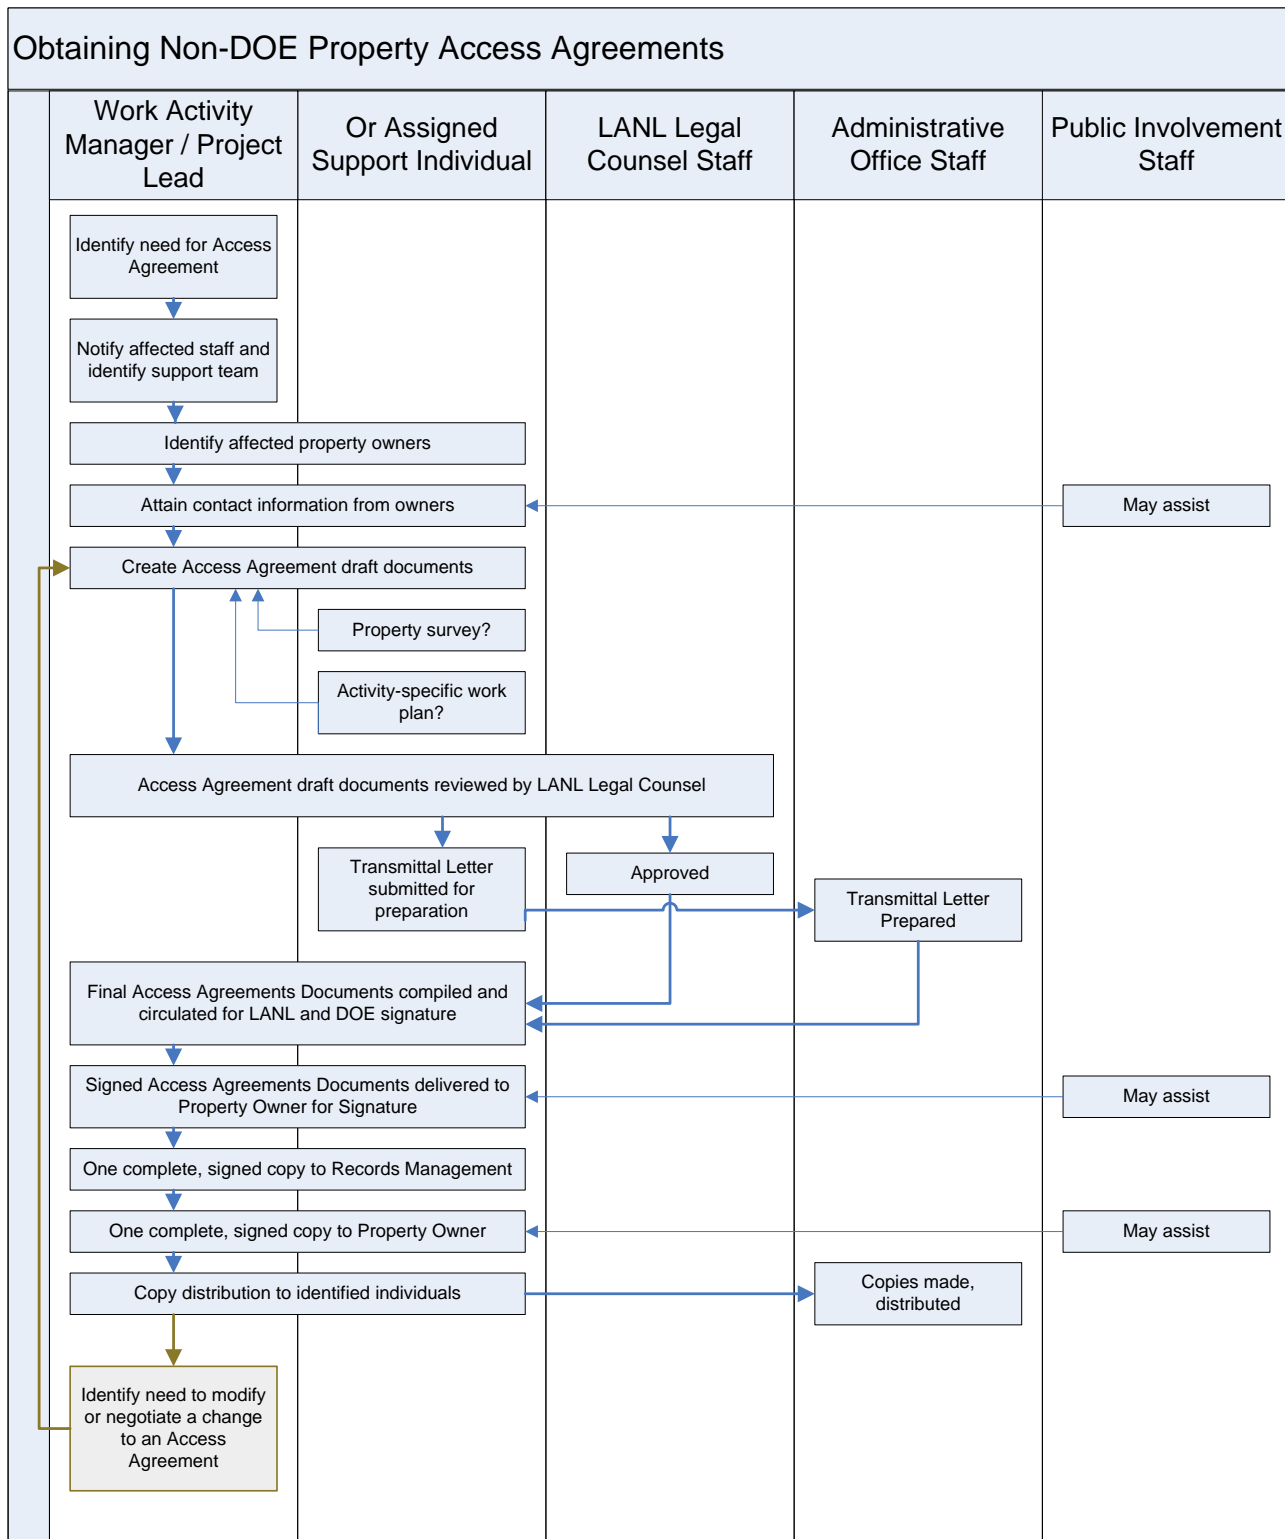 Obtaining Non-DOE Property Access Agreements
Work Activity
Manager / Project
Lead
Or Assigned
Support Individual
LANL Legal
Counsel Staff
Administrative
Office Staff
Public Involvement
Staff
Identify need for Access
Agreement
Notify affected staff and
identify support team
Identify affected property owners
Attain contact information from owners
May assist
Create Access Agreement draft documents
Property survey?
Activity-specific work
plan?
Access Agreement draft documents reviewed by LANL Legal Counsel
Transmittal Letter
submitted for
preparation
Approved
Transmittal Letter
Prepared
Final Access Agreements Documents compiled and
circulated for LANL and DOE signature
Signed Access Agreements Documents delivered to
Property Owner for Signature
May assist
One complete, signed copy to Records Management
One complete, signed copy to Property Owner
May assist
Copy distribution to identified individuals
Copies made,
distributed
Identify need to modify
or negotiate a change
to an Access
Agreement